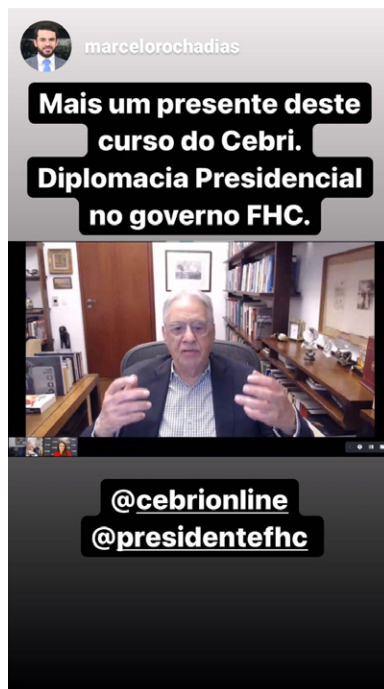 marcelorochadias
Mais um presente deste
curso do Cebri.
Diplomacia Presidencial
no governo FHC.
@cebrionline
@presidentefhc